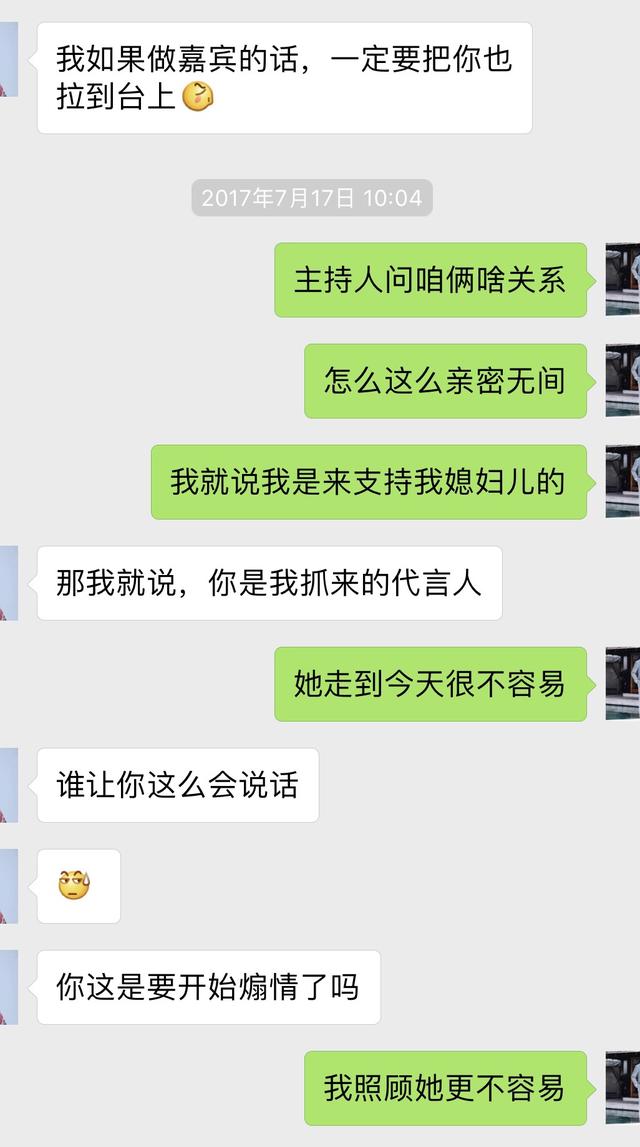 我如果做嘉宾的话，一定要把你也
拉到台上
2017年7月17日 10:04
主持人问咱俩啥关系
怎么这么亲密无间
我就说我是来支持我媳妇儿的
那我就说，你是我抓来的代言人
她走到今天很不容易
谁让你这么会说话
你这是要开始煽情了吗
我照顾她更不容易